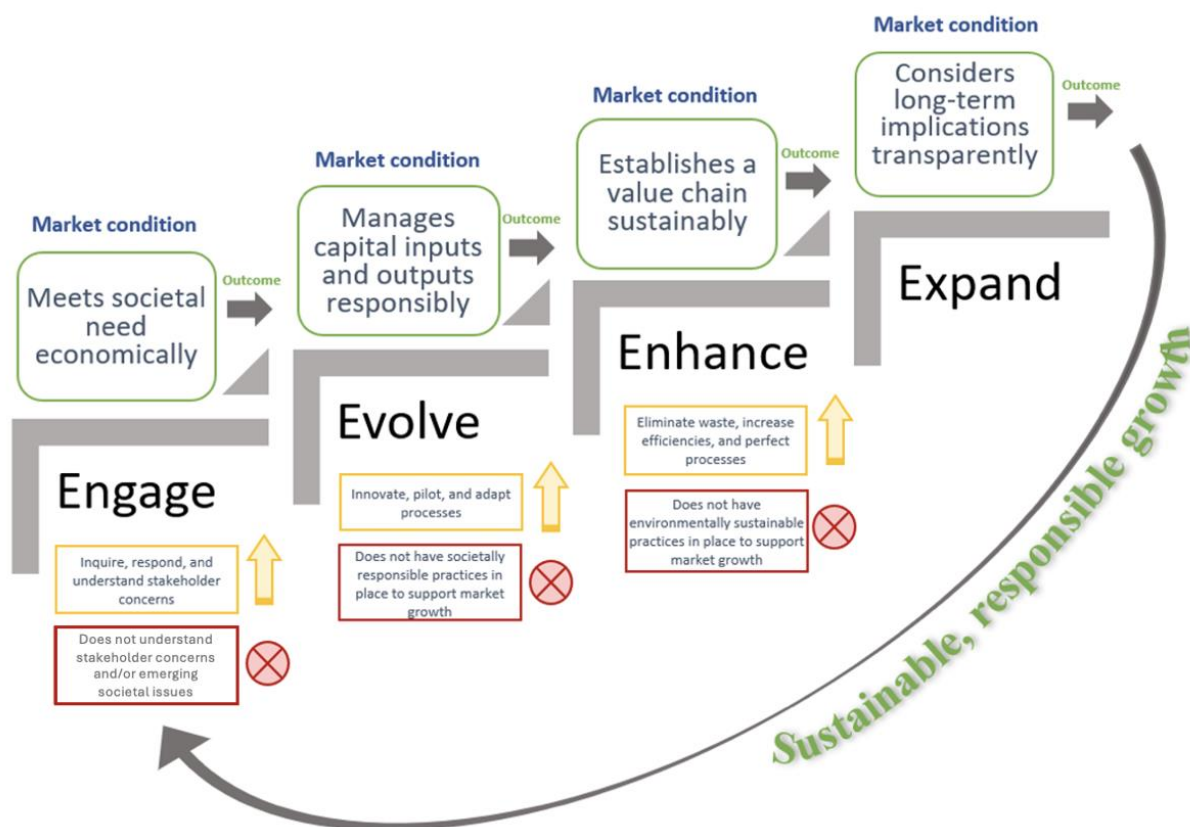 Market condition
Meets societal
need
economically
Outcome
Engage
Inquire, respond, and
understand stakeholder
concerns
Does not understand
stakeholder concerns
and/or emerging
societal issues
Market condition
Manages
capital inputs
and outputs
responsibly
Outcome
Evolve
Innovate, pilot, and adapt
processes
Does not have societally
responsible practices in
place to support market
growth
Market condition
Establishes a
value chain
sustainably
Outcome
Enhance
Eliminate waste, increase
efficiencies, and perfect
processes
Does not have
environmentally sustainable
practices in place to support
market growth
Market condition
Considers
long-term
implications
transparently
Outcome
Expand
Sustainable, responsible growth